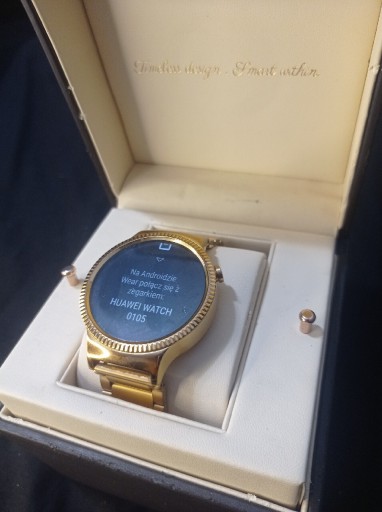 Timeless design. Smart within.
Na Androidzie
Wear połącz się z
zegarkiem:
HUAWEI WATCH
0105